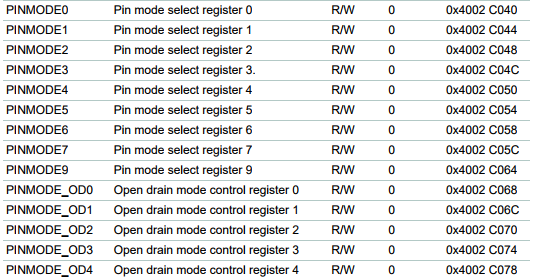 PINMODE0 Pin mode select register 0 R/W 0 0x4002 C040
PINMODE1 Pin mode select register 1 R/W 0 0x4002 C044
PINMODE2 Pin mode select register 2 R/W 0 0x4002 C048
PINMODE3 Pin mode select register 3. R/W 0 0x4002 C04C
PINMODE4 Pin mode select register 4 R/W 0 0x4002 C050
PINMODE5 Pin mode select register 5 R/W 0 0x4002 C054
PINMODE6 Pin mode select register 6 R/W 0 0x4002 C058
PINMODE7 Pin mode select register 7 R/W 0 0x4002 C05C
PINMODE9 Pin mode select register 9 R/W 0 0x4002 C064
PINMODE_OD0 Open drain mode control register 0 R/W 0 0x4002 C068
PINMODE_OD1 Open drain mode control register 1 R/W 0 0x4002 C06C
PINMODE_OD2 Open drain mode control register 2 R/W 0 0x4002 C070
PINMODE_OD3 Open drain mode control register 3 R/W 0 0x4002 C074
PINMODE_OD4 Open drain mode control register 4 R/W 0 0x4002 C078